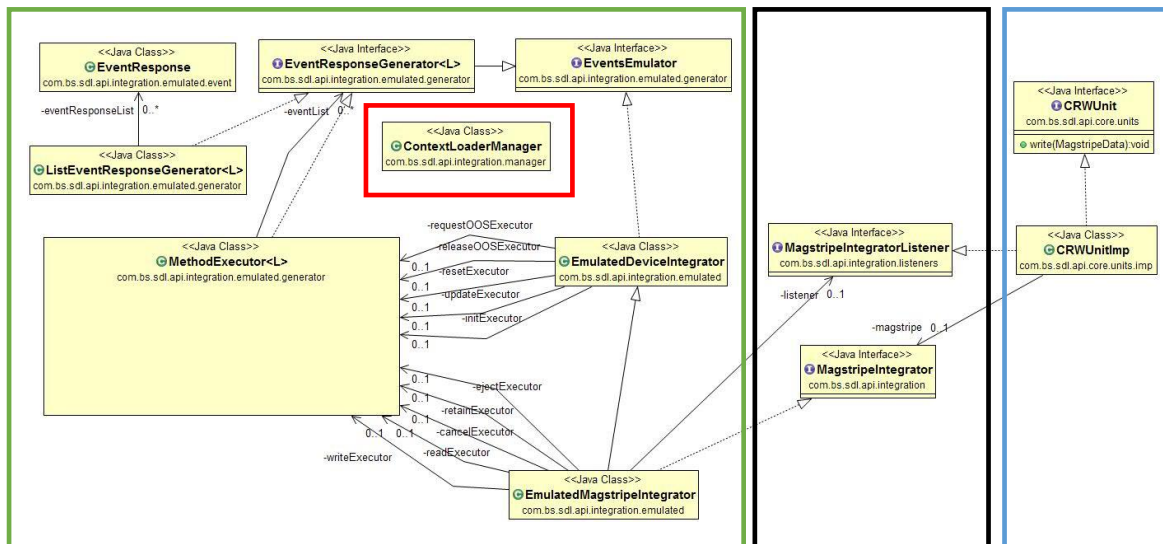 <<Java Class>>
EventResponse
com.bs.sdl.api.integration.emulated.event
<<Java Interface>>
EventResponseGenerator<L>
com.bs.sdl.api.integration.emulated.generator
<<Java Interface>>
EventsEmulator
com.bs.sdl.api.integration.emulated.generator
-eventResponseList 0..*
-eventList 0..*
<<Java Class>>
ContextLoaderManager
com.bs.sdl.api.integration.manager
<<Java Class>>
ListEventResponseGenerator<L>
com.bs.sdl.api.integration.emulated.generator
<<Java Interface>>
CRWUnit
com.bs.sdl.api.core.units
write(MagstripeData):void
<<Java Class>>
MethodExecutor<L>
com.bs.sdl.api.integration.emulated.generator
-requestOOSExecutor
-releaseOOSExecutor
0..1
-resetExecutor
0..1
-updateExecutor
0..1
-initExecutor
0..1
0..1
<<Java Class>>
EmulatedDeviceIntegrator
com.bs.sdl.api.integration.emulated
<<Java Interface>>
MagstripeIntegratorListener
com.bs.sdl.api.integration.listeners
<<Java Class>>
CRWUnitImp
com.bs.sdl.api.core.units.imp
-listener 0..1
-magstripe 0..1
<<Java Interface>>
MagstripeIntegrator
com.bs.sdl.api.integration
0..1
-ejectExecutor
0..1
-retainExecutor
0..1
-cancelExecutor
0..1 0..1
-readExecutor
-writeExecutor
<<Java Class>>
EmulatedMagstripeIntegrator
com.bs.sdl.api.integration.emulated